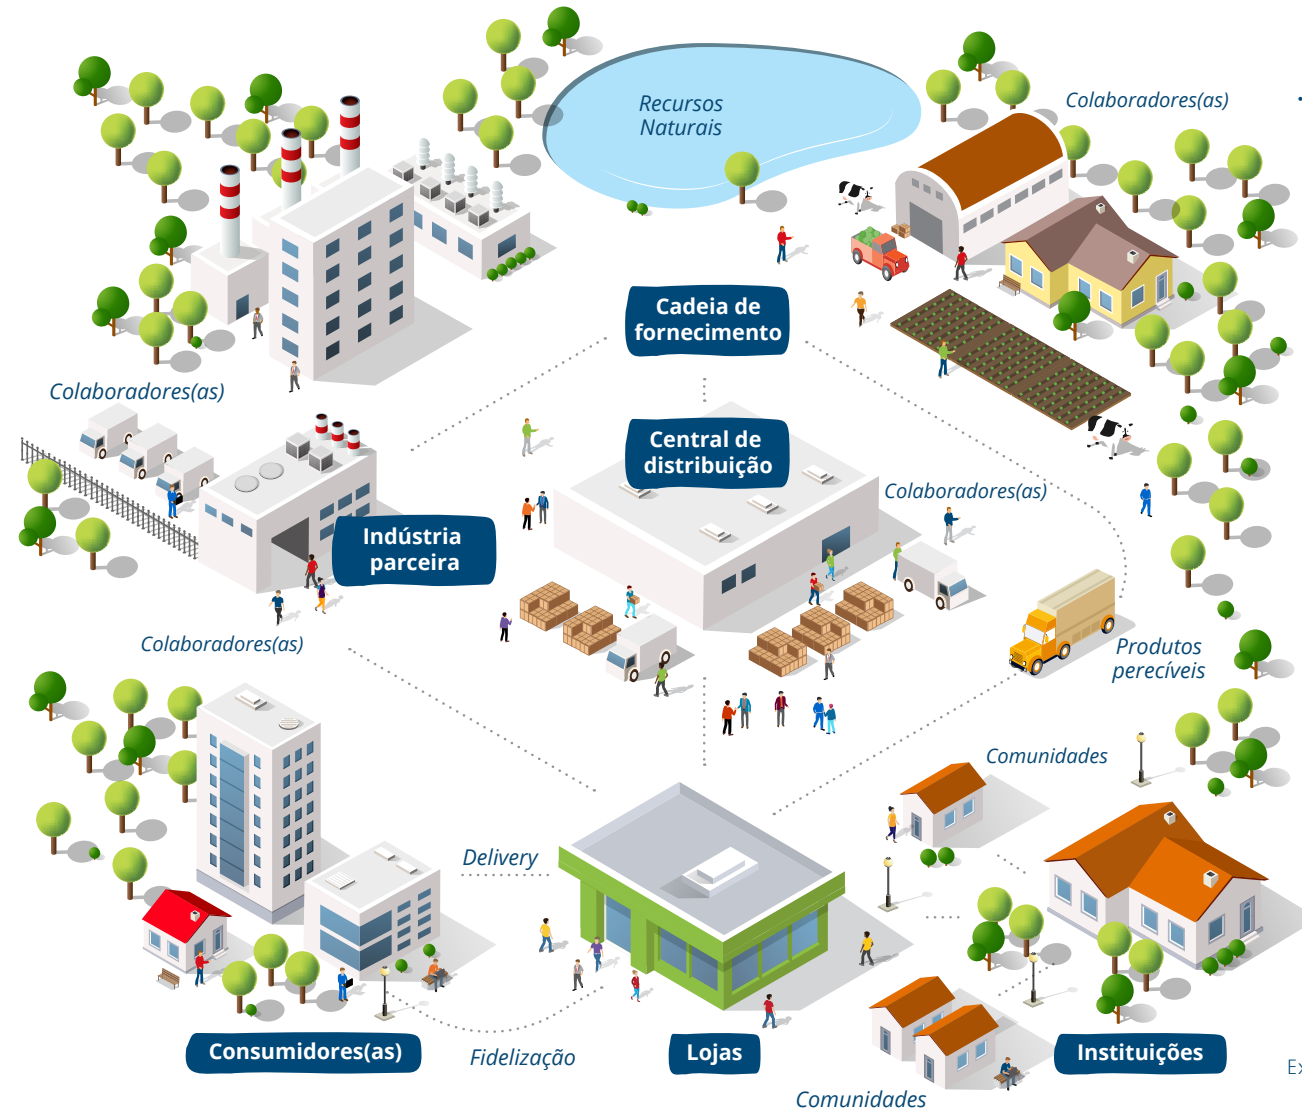 Recursos
Naturais
Colaboradores(as)
Cadeia de
fornecimento
Colaboradores(as)
Central de
distribuição
Colaboradores(as)
Indústria
parceira
Colaboradores(as)
Produtos
perecíveis
Comunidades
Delivery
Consumidores(as)
Fidelização
Lojas
Instituições
Comunidades
Ex